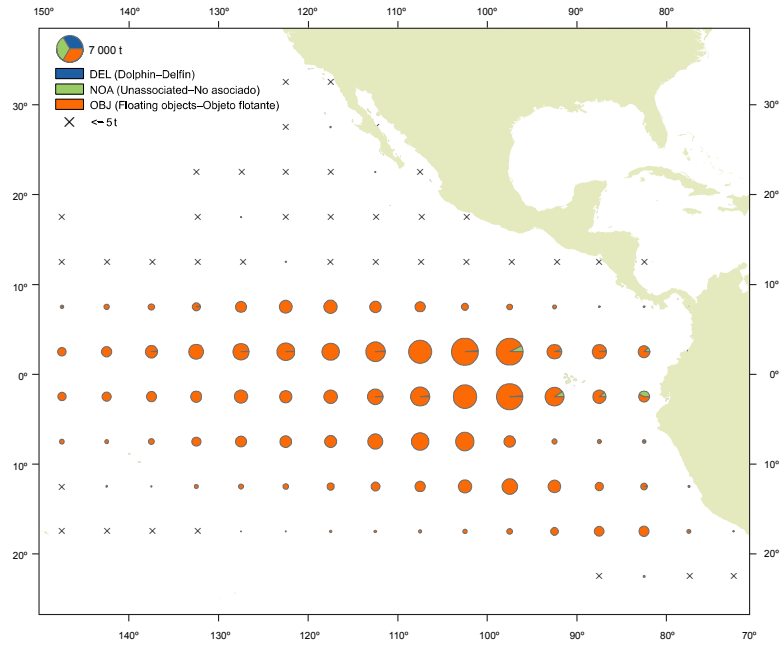 150° 140° 130° 120° 110° 100° 90° 80°
7 000 t
DEL (Dolphin–Delfin)
NOA (Unassociated–No asociado)
OBJ (Floating objects–Objeto flotante)
<=5 t
30° 30°
20° 20°
10° 10°
0° 0°
10° 10°
20° 20°
140° 130° 120° 110° 100° 90° 80° 70°